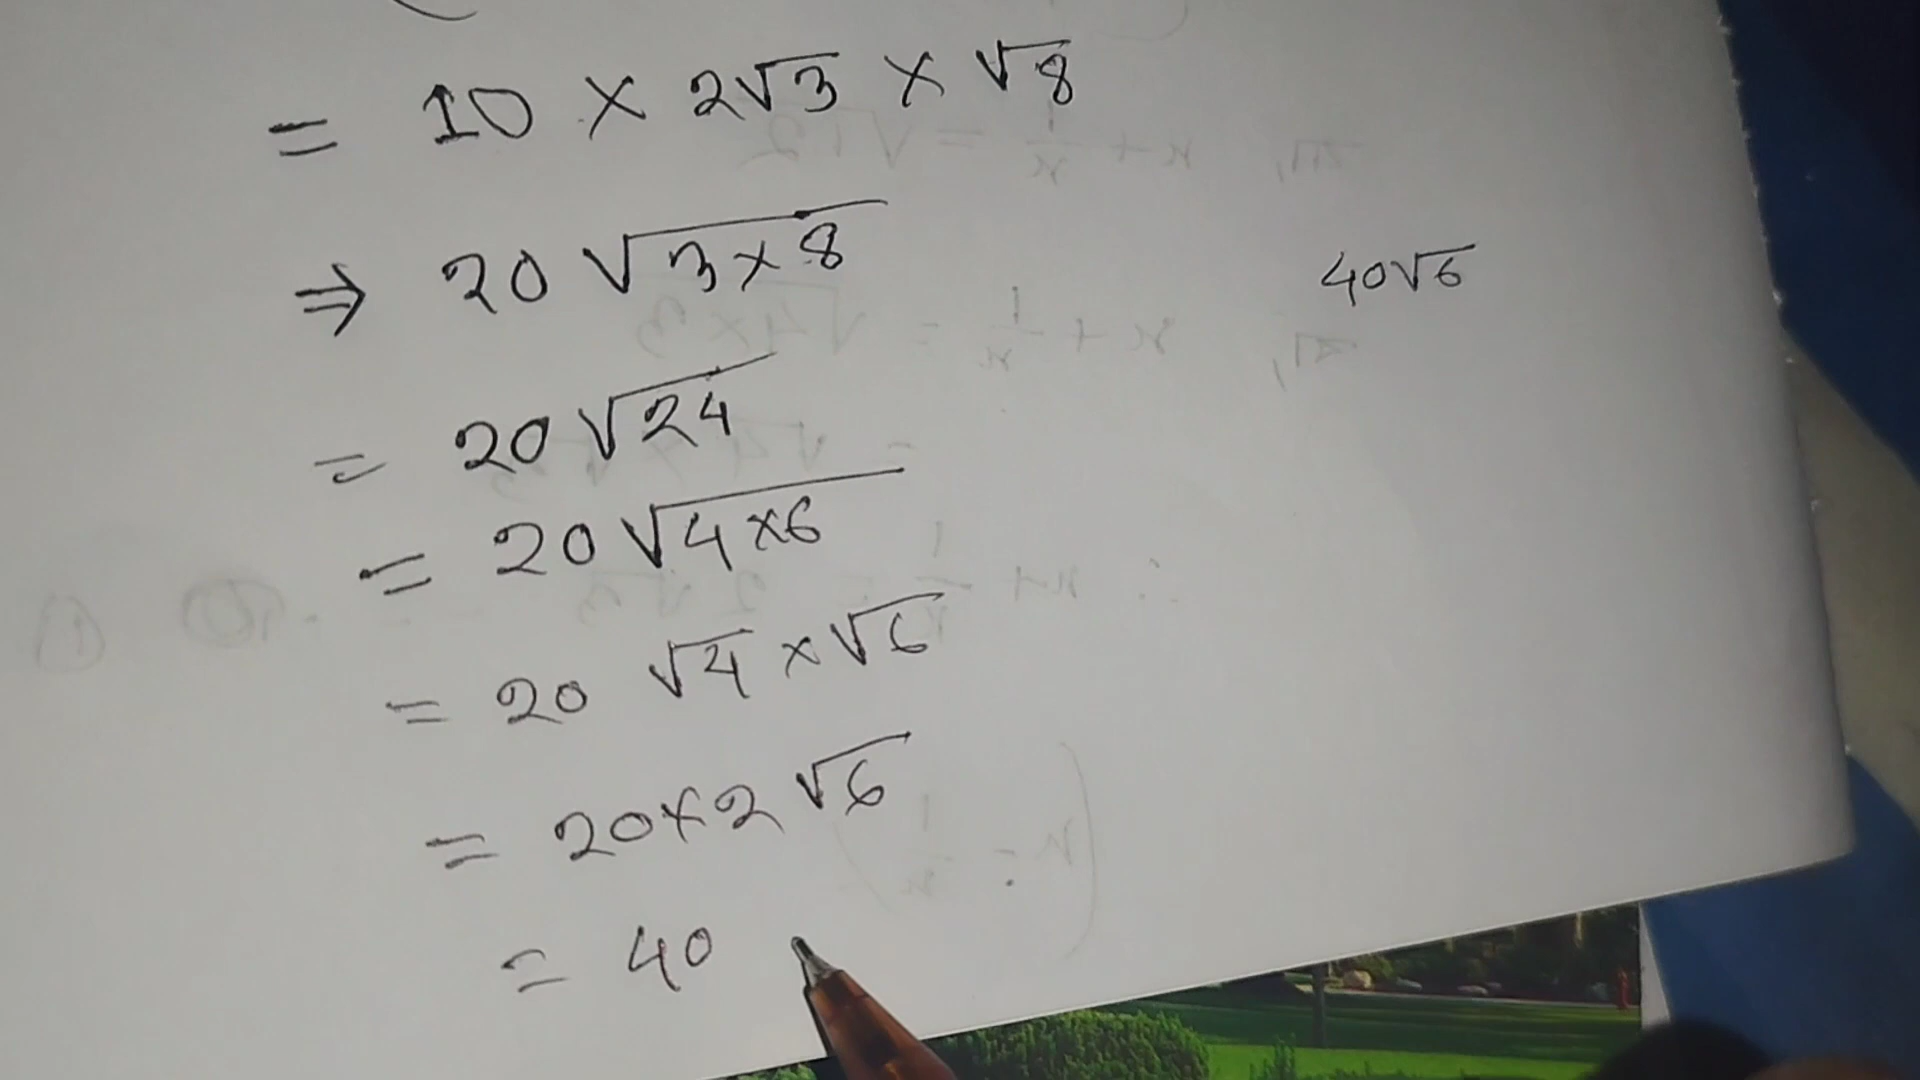 = 10 × 2√3 × √8
⇒ 20 √3×8
40√6
= 20 √24
= 20 √4×6
= 20 √4 × √6
= 20×2 √6
= 40